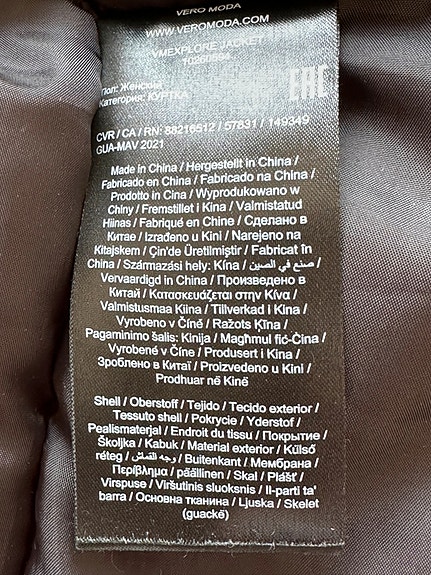 VERO MODA
WWW.VEROMODA.COM
VMEXPLORE JACKET
Пол: Женский
Категория: КУРТКА
EAC
CVR / CA / RN: 88216512 / 57831 / 149349
GUA-MAV 2021
Made in China / Hergestellt in China /
Fabricado en China / Fabricado na China /
Prodotto in Cina / Wyprodukowano w
Chiny / Fremstillet i Kina / Valmistatud
Hiinas / Fabriqué en Chine / Сделано в
Китае / Izrađeno u Kini / Narejeno na
Kitajskem / Çin'de Üretilmiştir / Fabricat în
China / Származási hely: Kína / صنع في الصين /
Vervaardigd in China / Произведено в
Китай / Κατασκευάζεται στην Κίνα /
Valmistusmaa Kiina / Tillverkad i Kina /
Vyrobeno v Číně / Ražots Ķīna /
Pagaminimo šalis: Kinija / Magħmul fiċ-Ċina /
Vyrobené v Číne / Produsert i Kina /
Зроблено в Китаї / Proizvedeno u Kini /
Prodhuar në Kinë
Shell / Oberstoff / Tejido / Tecido exterior /
Tessuto shell / Pokrycie / Yderstof /
Pealismaterjal / Endroit du tissu / Покрытие /
Školjka / Kabuk / Material exterior / Külső
réteg / وجه القماش / Buitenkant / Мембрана /
Περίβλημα / päällinen / Skal / Plášť /
Virspuse / Viršutinis sluoksnis / Il-parti ta'
barra / Основна тканина / Ljuska / Skelet
(guackë)